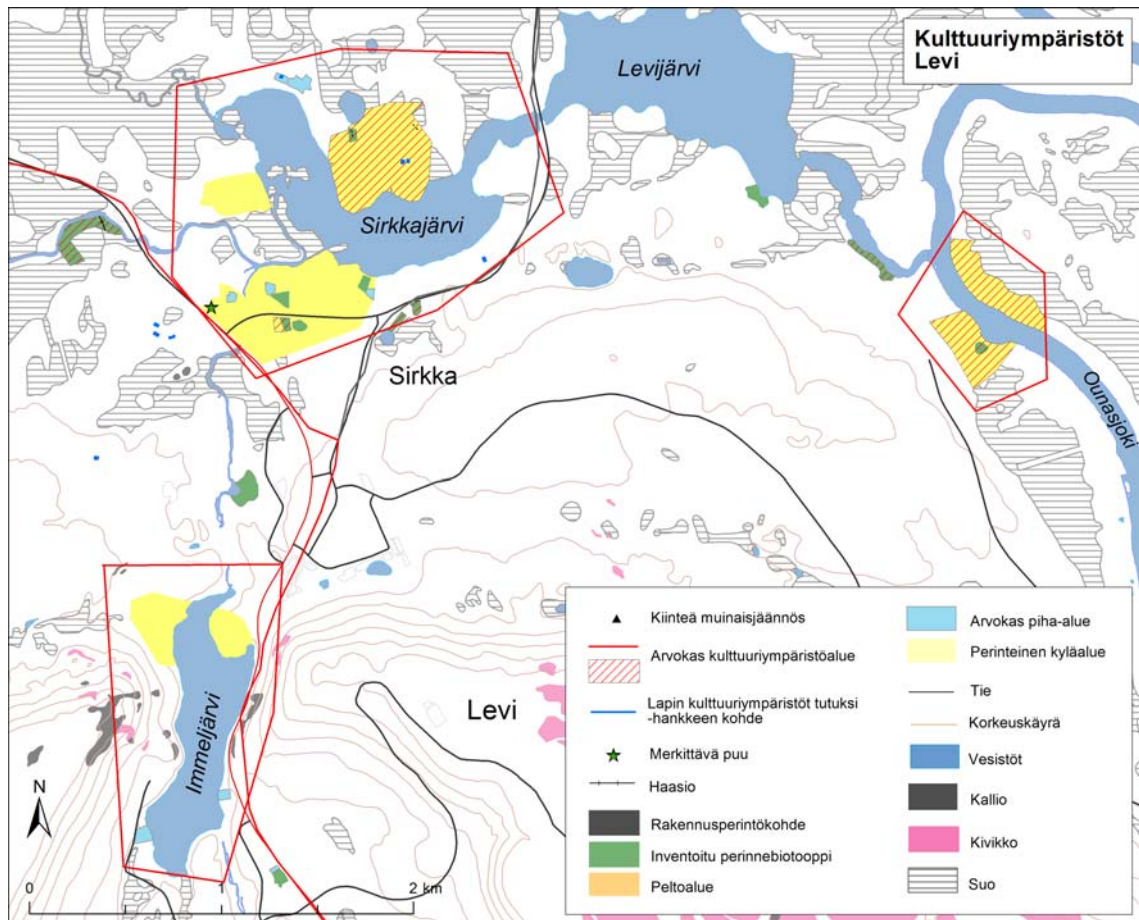 Kulttuuriympäristöt
Levi
Levijärvi
Sirkkajärvi
Sirkka
Ounasjoki
Levi
Immeljärvi
N
0
1
2 km
Kiinteä muinaisjäännös
Arvokas kulttuuriympäristöalue
Lapin kulttuuriympäristöt tutuksi
-hankkeen kohde
Merkittävä puu
Haasio
Rakennusperintökohde
Inventoitu perinnebiotooppi
Peltoalue
Arvokas piha-alue
Perinteinen kyläalue
Tie
Korkeuskäyrä
Vesistöt
Kallio
Kivikko
Suo